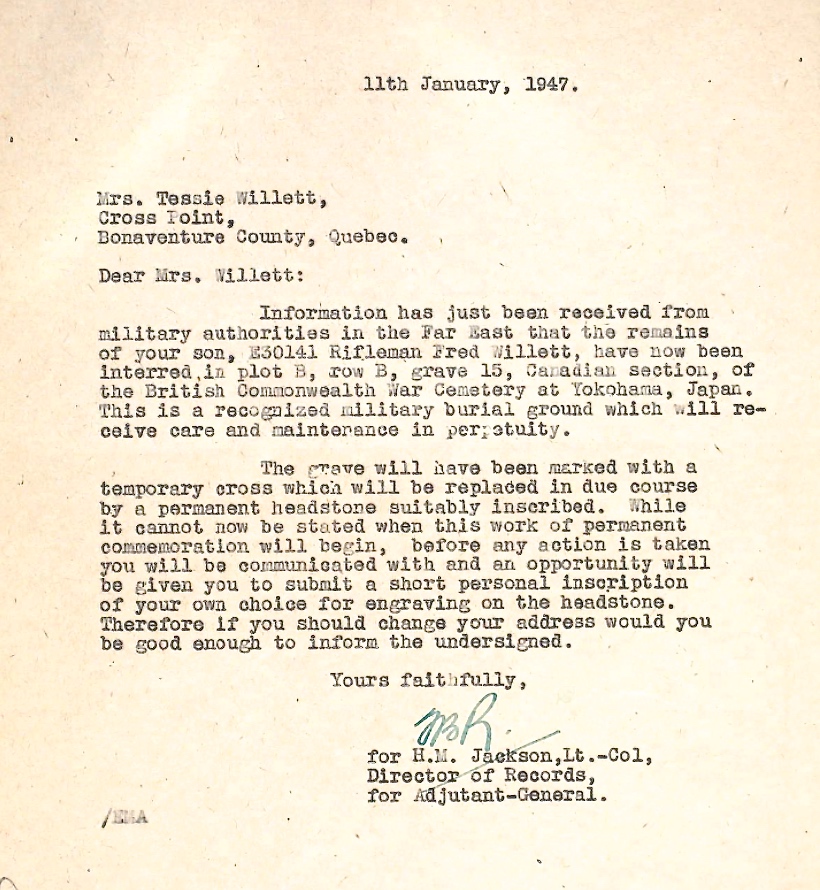 11th January, 1947.
Mrs. Tessie Willett,
Cross Point,
Bonaventure County, Quebec.
Dear Mrs. Willett:
Information has just been received from
military authorities in the Far East that the remains
of your son, E30141 Rifleman Fred Willett, have now been
interred in plot B, row B, grave 15, Canadian section, of
the British Commonwealth War Cemetery at Yokohama, Japan.
This is a recognized military burial ground which will re-
ceive care and maintenance in perpetuity.
The grave will have been marked with a
temporary cross which will be replaced in due course
by a permanent headstone suitably inscribed. While
it cannot now be stated when this work of permanent
commemoration will begin, before any action is taken
you will be communicated with and an opportunity will
be given you to submit a short personal inscription
of your own choice for engraving on the headstone.
Therefore if you should change your address would you
be good enough to inform the undersigned.
Yours faithfully,
for H.M. Jackson,Lt.-Col,
Director of Records,
for Adjutant-General.